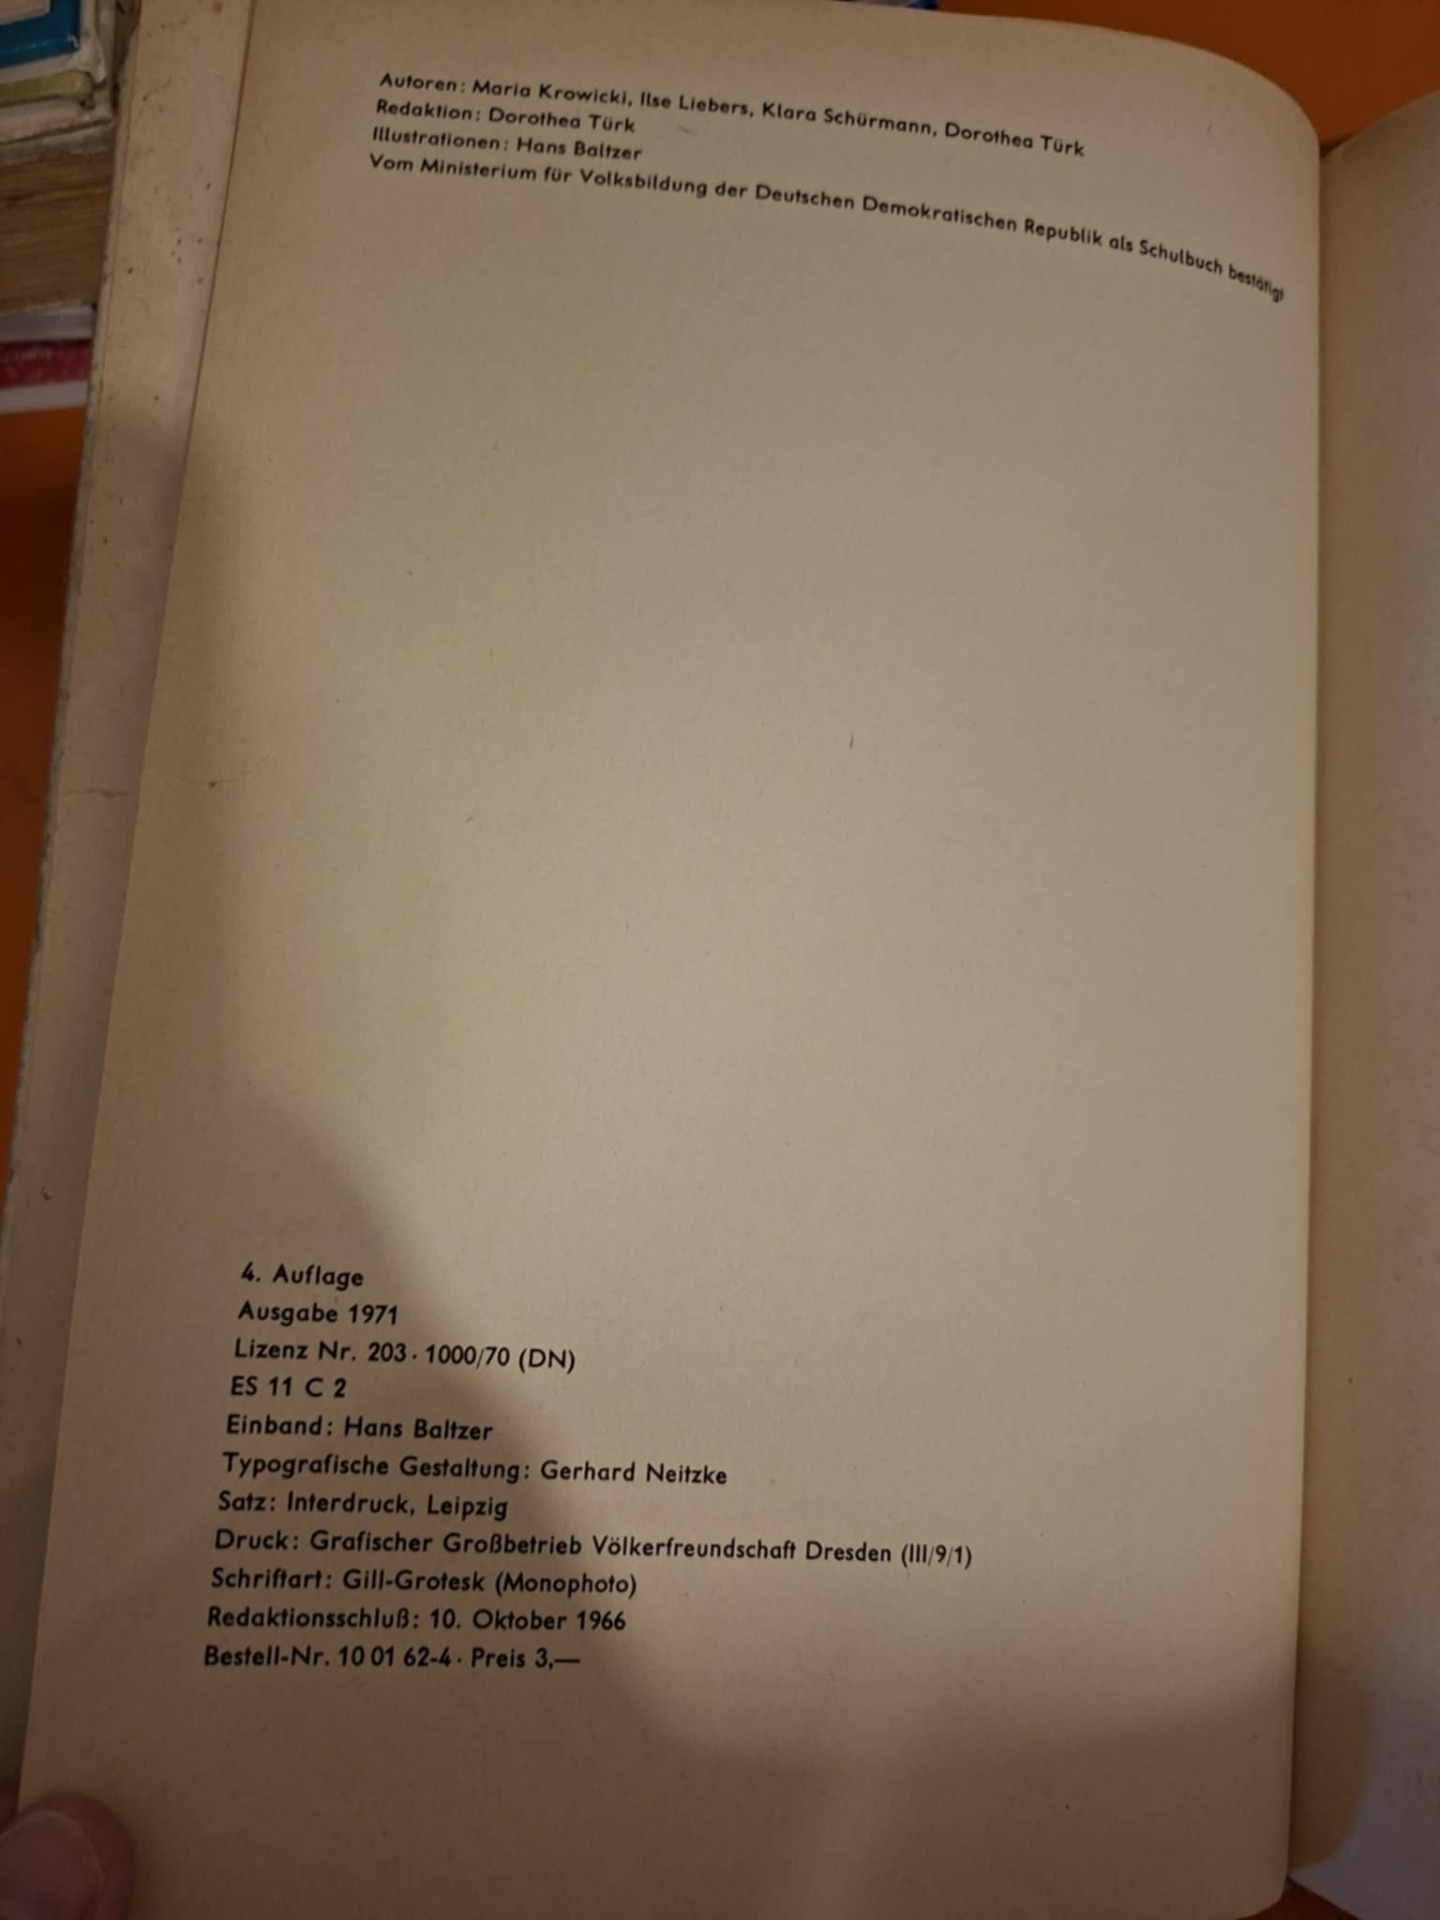 Autoren: Maria Krowicki, Ilse Liebers, Klara Schürmann, Dorothea Türk
Redaktion: Dorothea Türk
Illustrationen: Hans Baltzer
Vom Ministerium für Volksbildung der Deutschen Demokratischen Republik als Schulbuch bestätigt
4. Auflage
Ausgabe 1971
Lizenz Nr. 203 · 1000/70 (DN)
ES 11 C 2
Einband: Hans Baltzer
Typografische Gestaltung: Gerhard Neitzke
Satz: Interdruck, Leipzig
Druck: Grafischer Großbetrieb Völkerfreundschaft Dresden (III/9/1)
Schriftart: Gill-Grotesk (Monophoto)
Redaktionsschluß: 10. Oktober 1966
Bestell-Nr. 10 01 62-4 · Preis 3,—